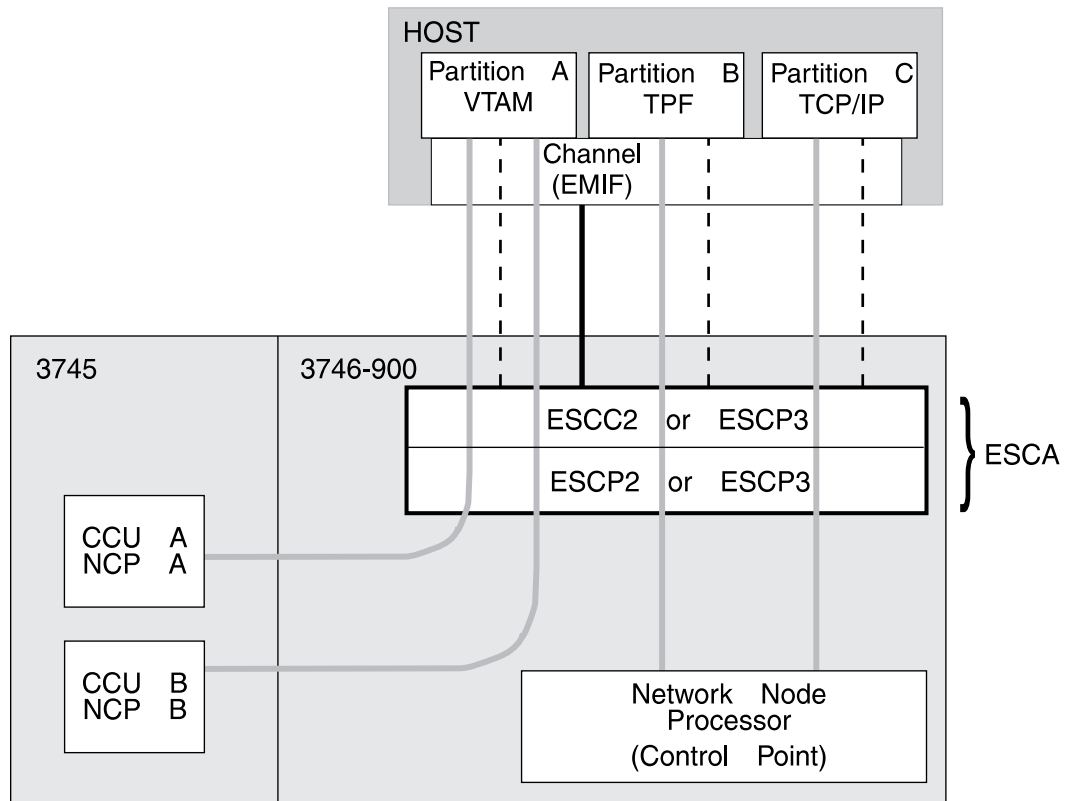 HOST
Partition A
VTAM
Partition B
TPF
Partition C
TCP/IP
Channel
(EMIF)
3745
3746-900
ESCC2 or ESCP3
ESCP2 or ESCP3
} ESCA
CCU A
NCP A
CCU B
NCP B
Network Node
Processor
(Control Point)